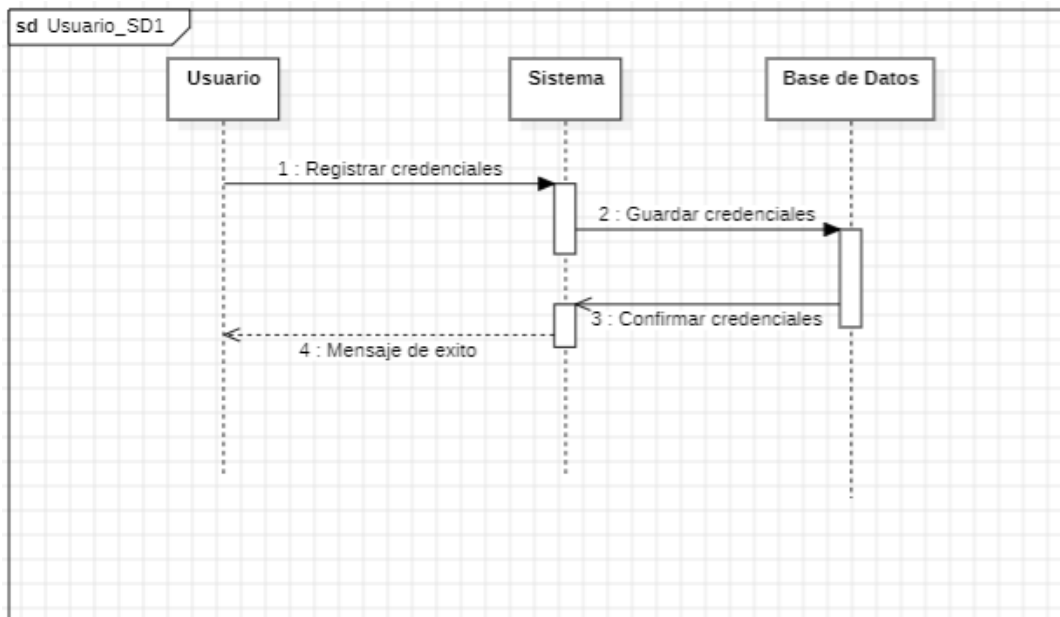 sd Usuario_SD1
Usuario
Sistema
Base de Datos
1 : Registrar credenciales
2 : Guardar credenciales
3 : Confirmar credenciales
4 : Mensaje de exito